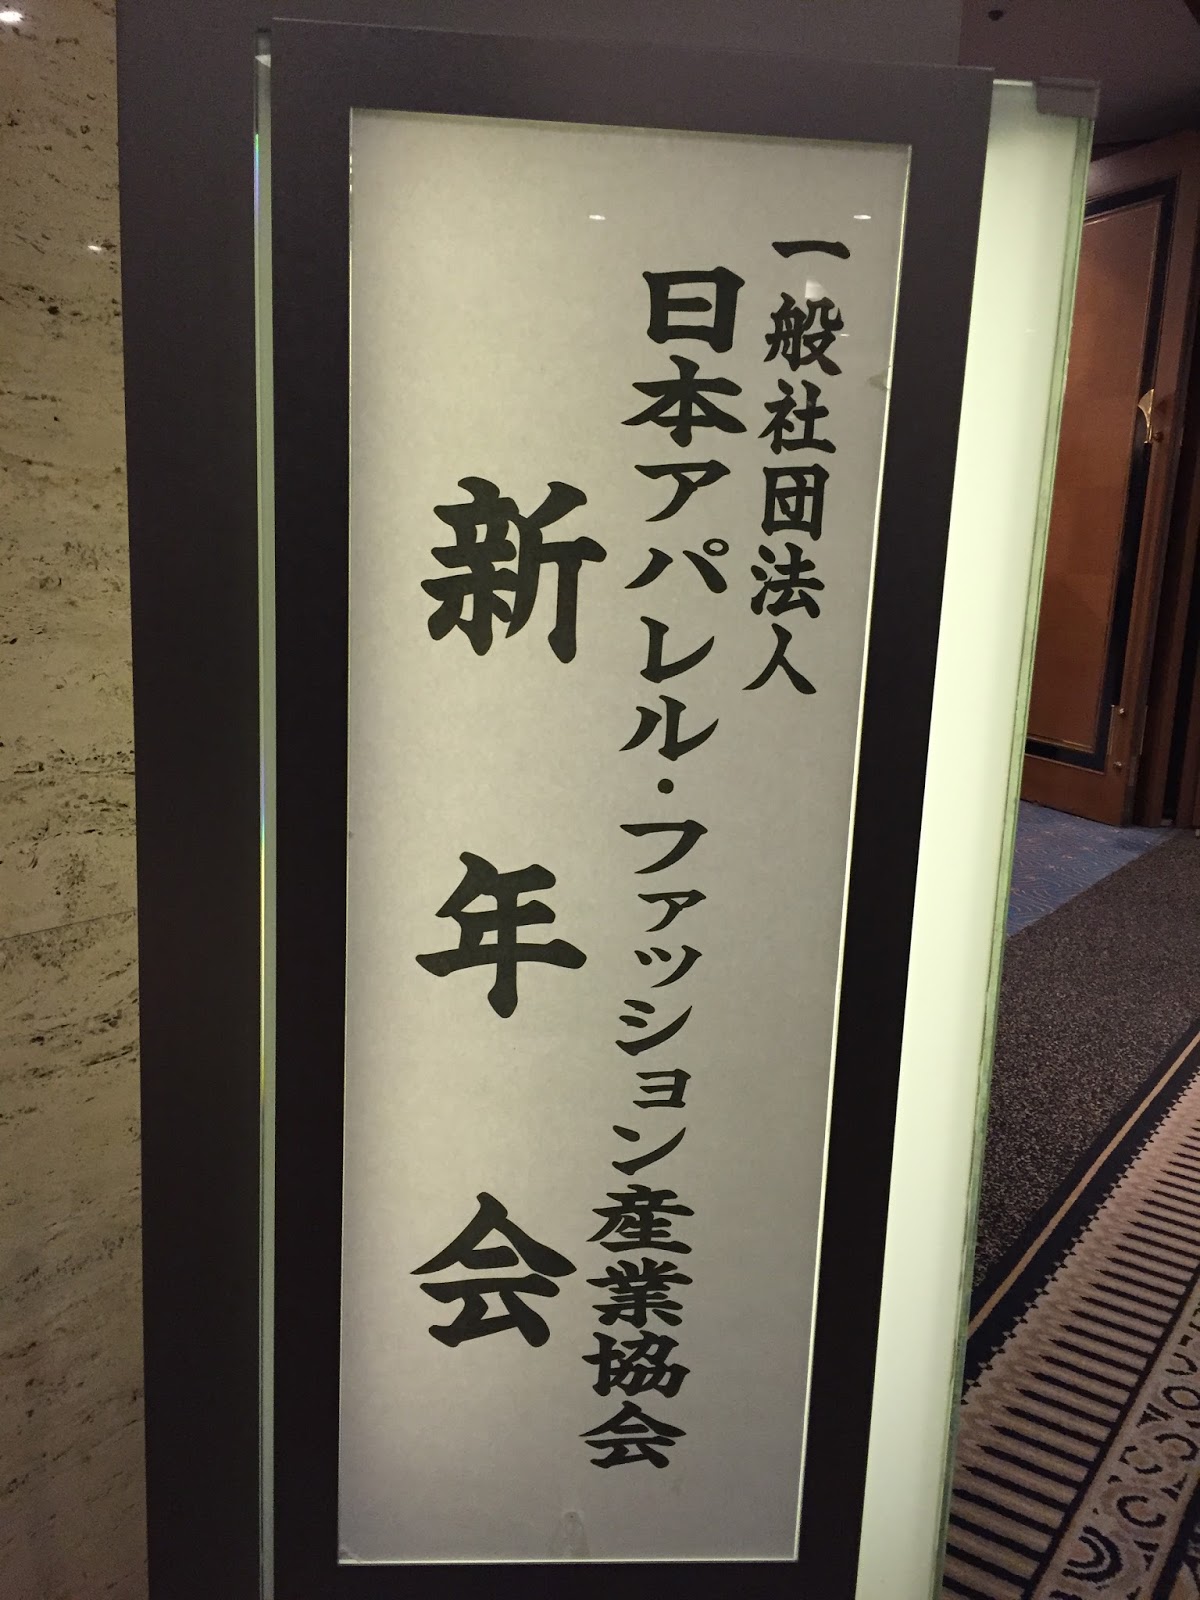 一般社団法人
日本アパレル・ファッション産業協会
新年会